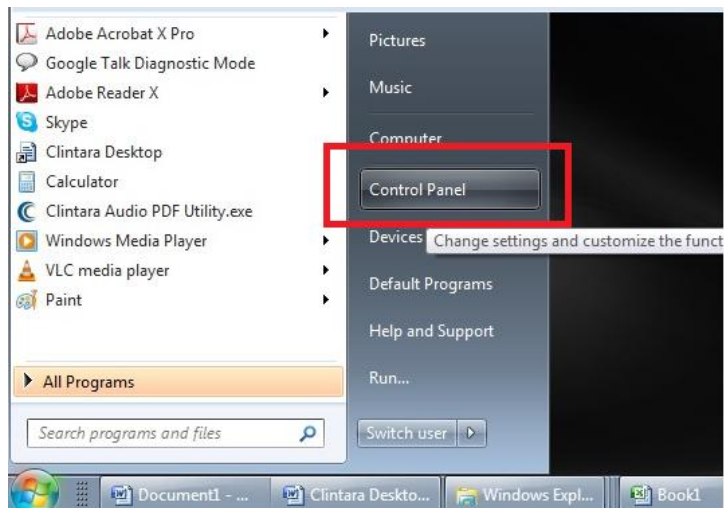 Adobe Acrobat X Pro
Google Talk Diagnostic Mode
Adobe Reader X
Skype
Clintara Desktop
Calculator
Clintara Audio PDF Utility.exe
Windows Media Player
VLC media player
Paint
All Programs
Search programs and files
Pictures
Music
Computer
Control Panel
Devices
Change settings and customize the funct
Default Programs
Help and Support
Run...
Switch user
Document1 - ...
Clintara Deskto...
Windows Expl...
Book1